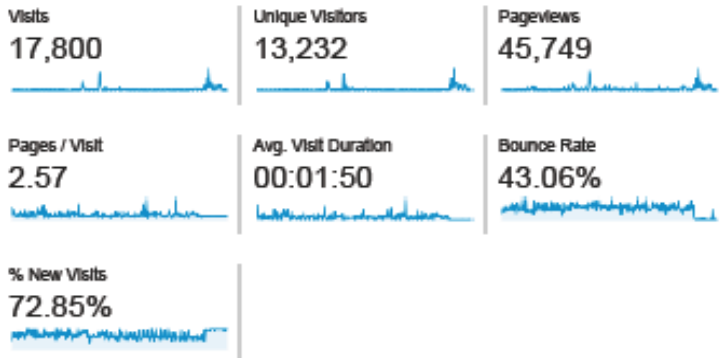 Visits
17,800
Unique Visitors
13,232
Pageviews
45,749
Pages / Visit
2.57
Avg. Visit Duration
00:01:50
Bounce Rate
43.06%
% New Visits
72.85%